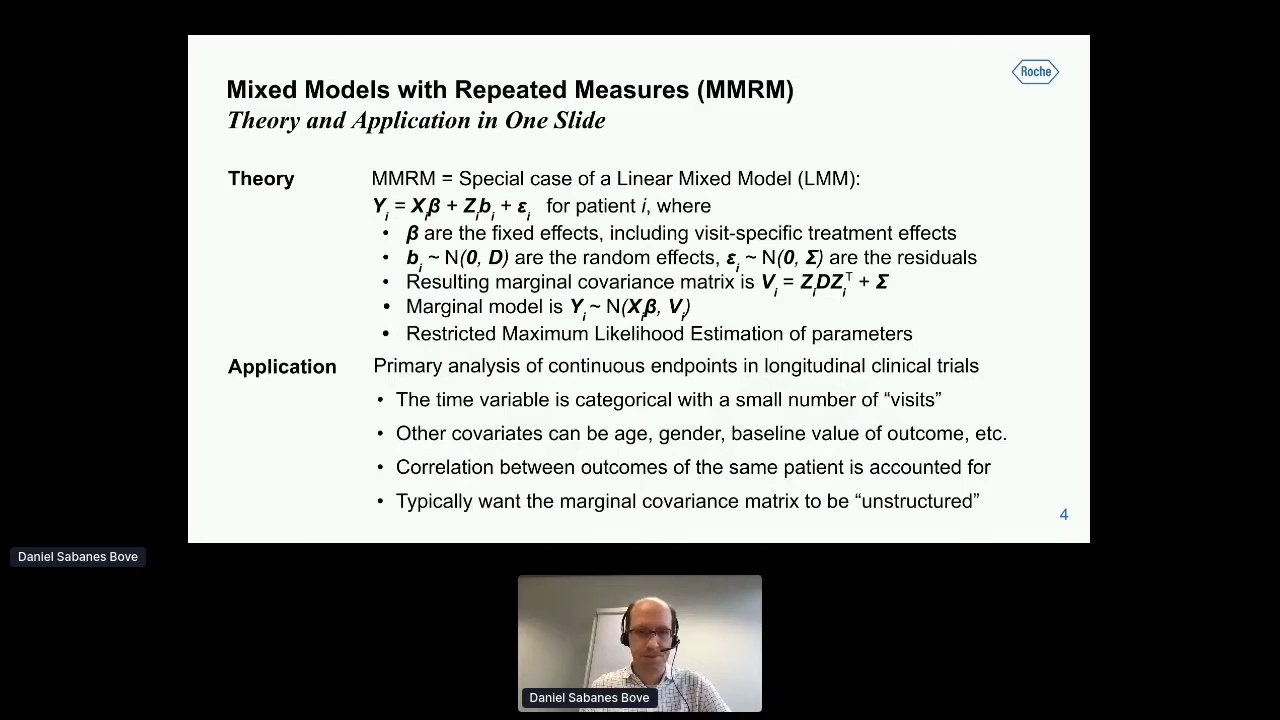 Roche
Mixed Models with Repeated Measures (MMRM)
Theory and Application in One Slide
Theory
MMRM = Special case of a Linear Mixed Model (LMM):
Yi = Xiβ + Zibi + εi for patient i, where
• β are the fixed effects, including visit-specific treatment effects
• bi ~ N(0, D) are the random effects, εi ~ N(0, Σ) are the residuals
• Resulting marginal covariance matrix is Vi = ZiDZi⊤ + Σ
• Marginal model is Yi ~ N(Xiβ, Vi)
• Restricted Maximum Likelihood Estimation of parameters
Application
Primary analysis of continuous endpoints in longitudinal clinical trials
• The time variable is categorical with a small number of “visits”
• Other covariates can be age, gender, baseline value of outcome, etc.
• Correlation between outcomes of the same patient is accounted for
• Typically want the marginal covariance matrix to be “unstructured”
4
Daniel Sabanes Bove
Daniel Sabanes Bove